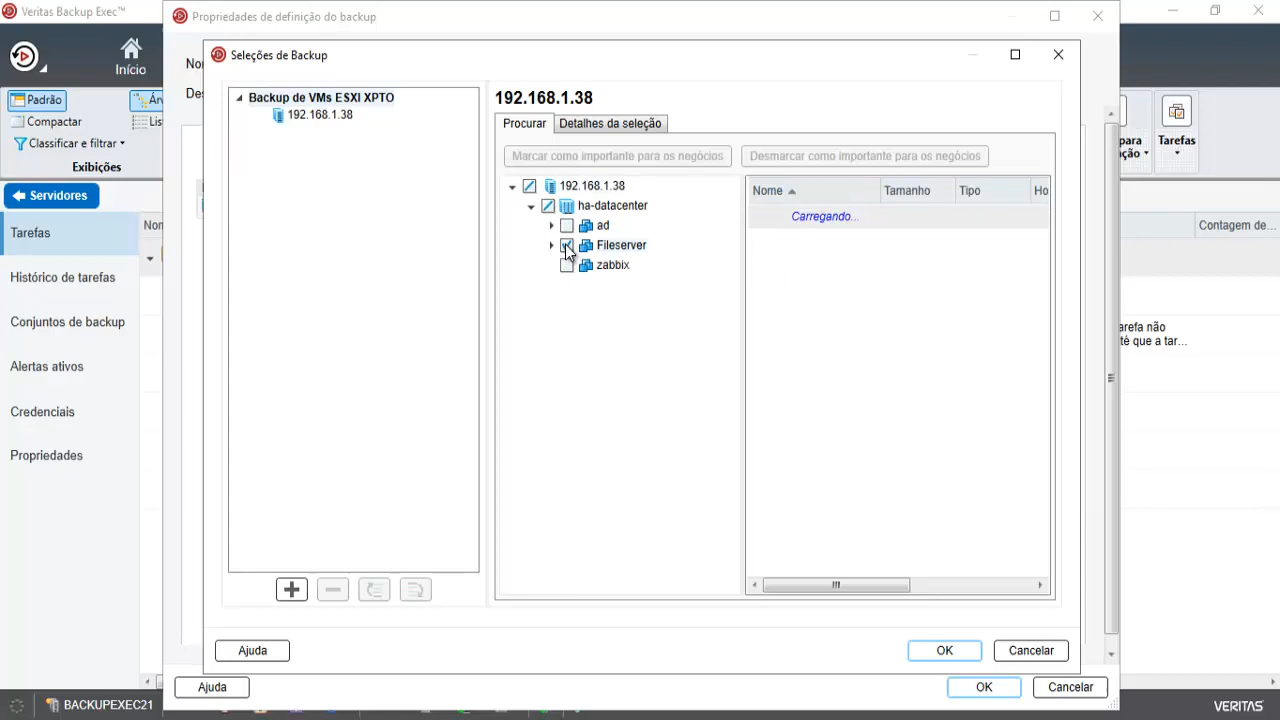 Veritas Backup Exec™
Início
Padrão
Compactar
Classificar e filtrar
Exibições
Servidores
Tarefas
Histórico de tarefas
Conjuntos de backup
Alertas ativos
Credenciais
Propriedades
Propriedades de definição do backup
Seleções de Backup
Backup de VMs ESXI XPTO
192.168.1.38
192.168.1.38
Procurar
Detalhes da seleção
Marcar como importante para os negócios
Desmarcar como importante para os negócios
192.168.1.38
ha-datacenter
ad
Fileserver
zabbix
Nome
Tamanho
Tipo
Ho
Carregando...
Ajuda
OK
Cancelar
Ajuda
OK
Cancelar
para
ção
Tarefas
Contagem de...
arefa não
té que a tar...
BACKUPEXEC21
VERITAS